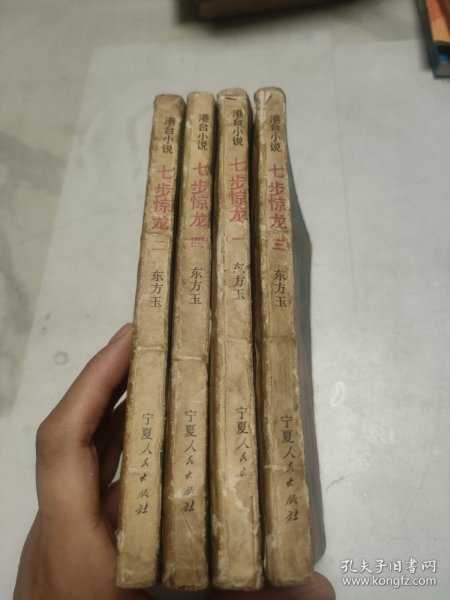 港台小说
七步惊龙 二
东方玉
宁夏人民出版社
港台小说
七步惊龙 四
东方玉
宁夏人民出版社
港台小说
七步惊龙 一
东方玉
宁夏人民
港台小说
七步惊龙 三
东方玉
宁夏人民出版社
孔夫子旧书网
www.kongfz.com